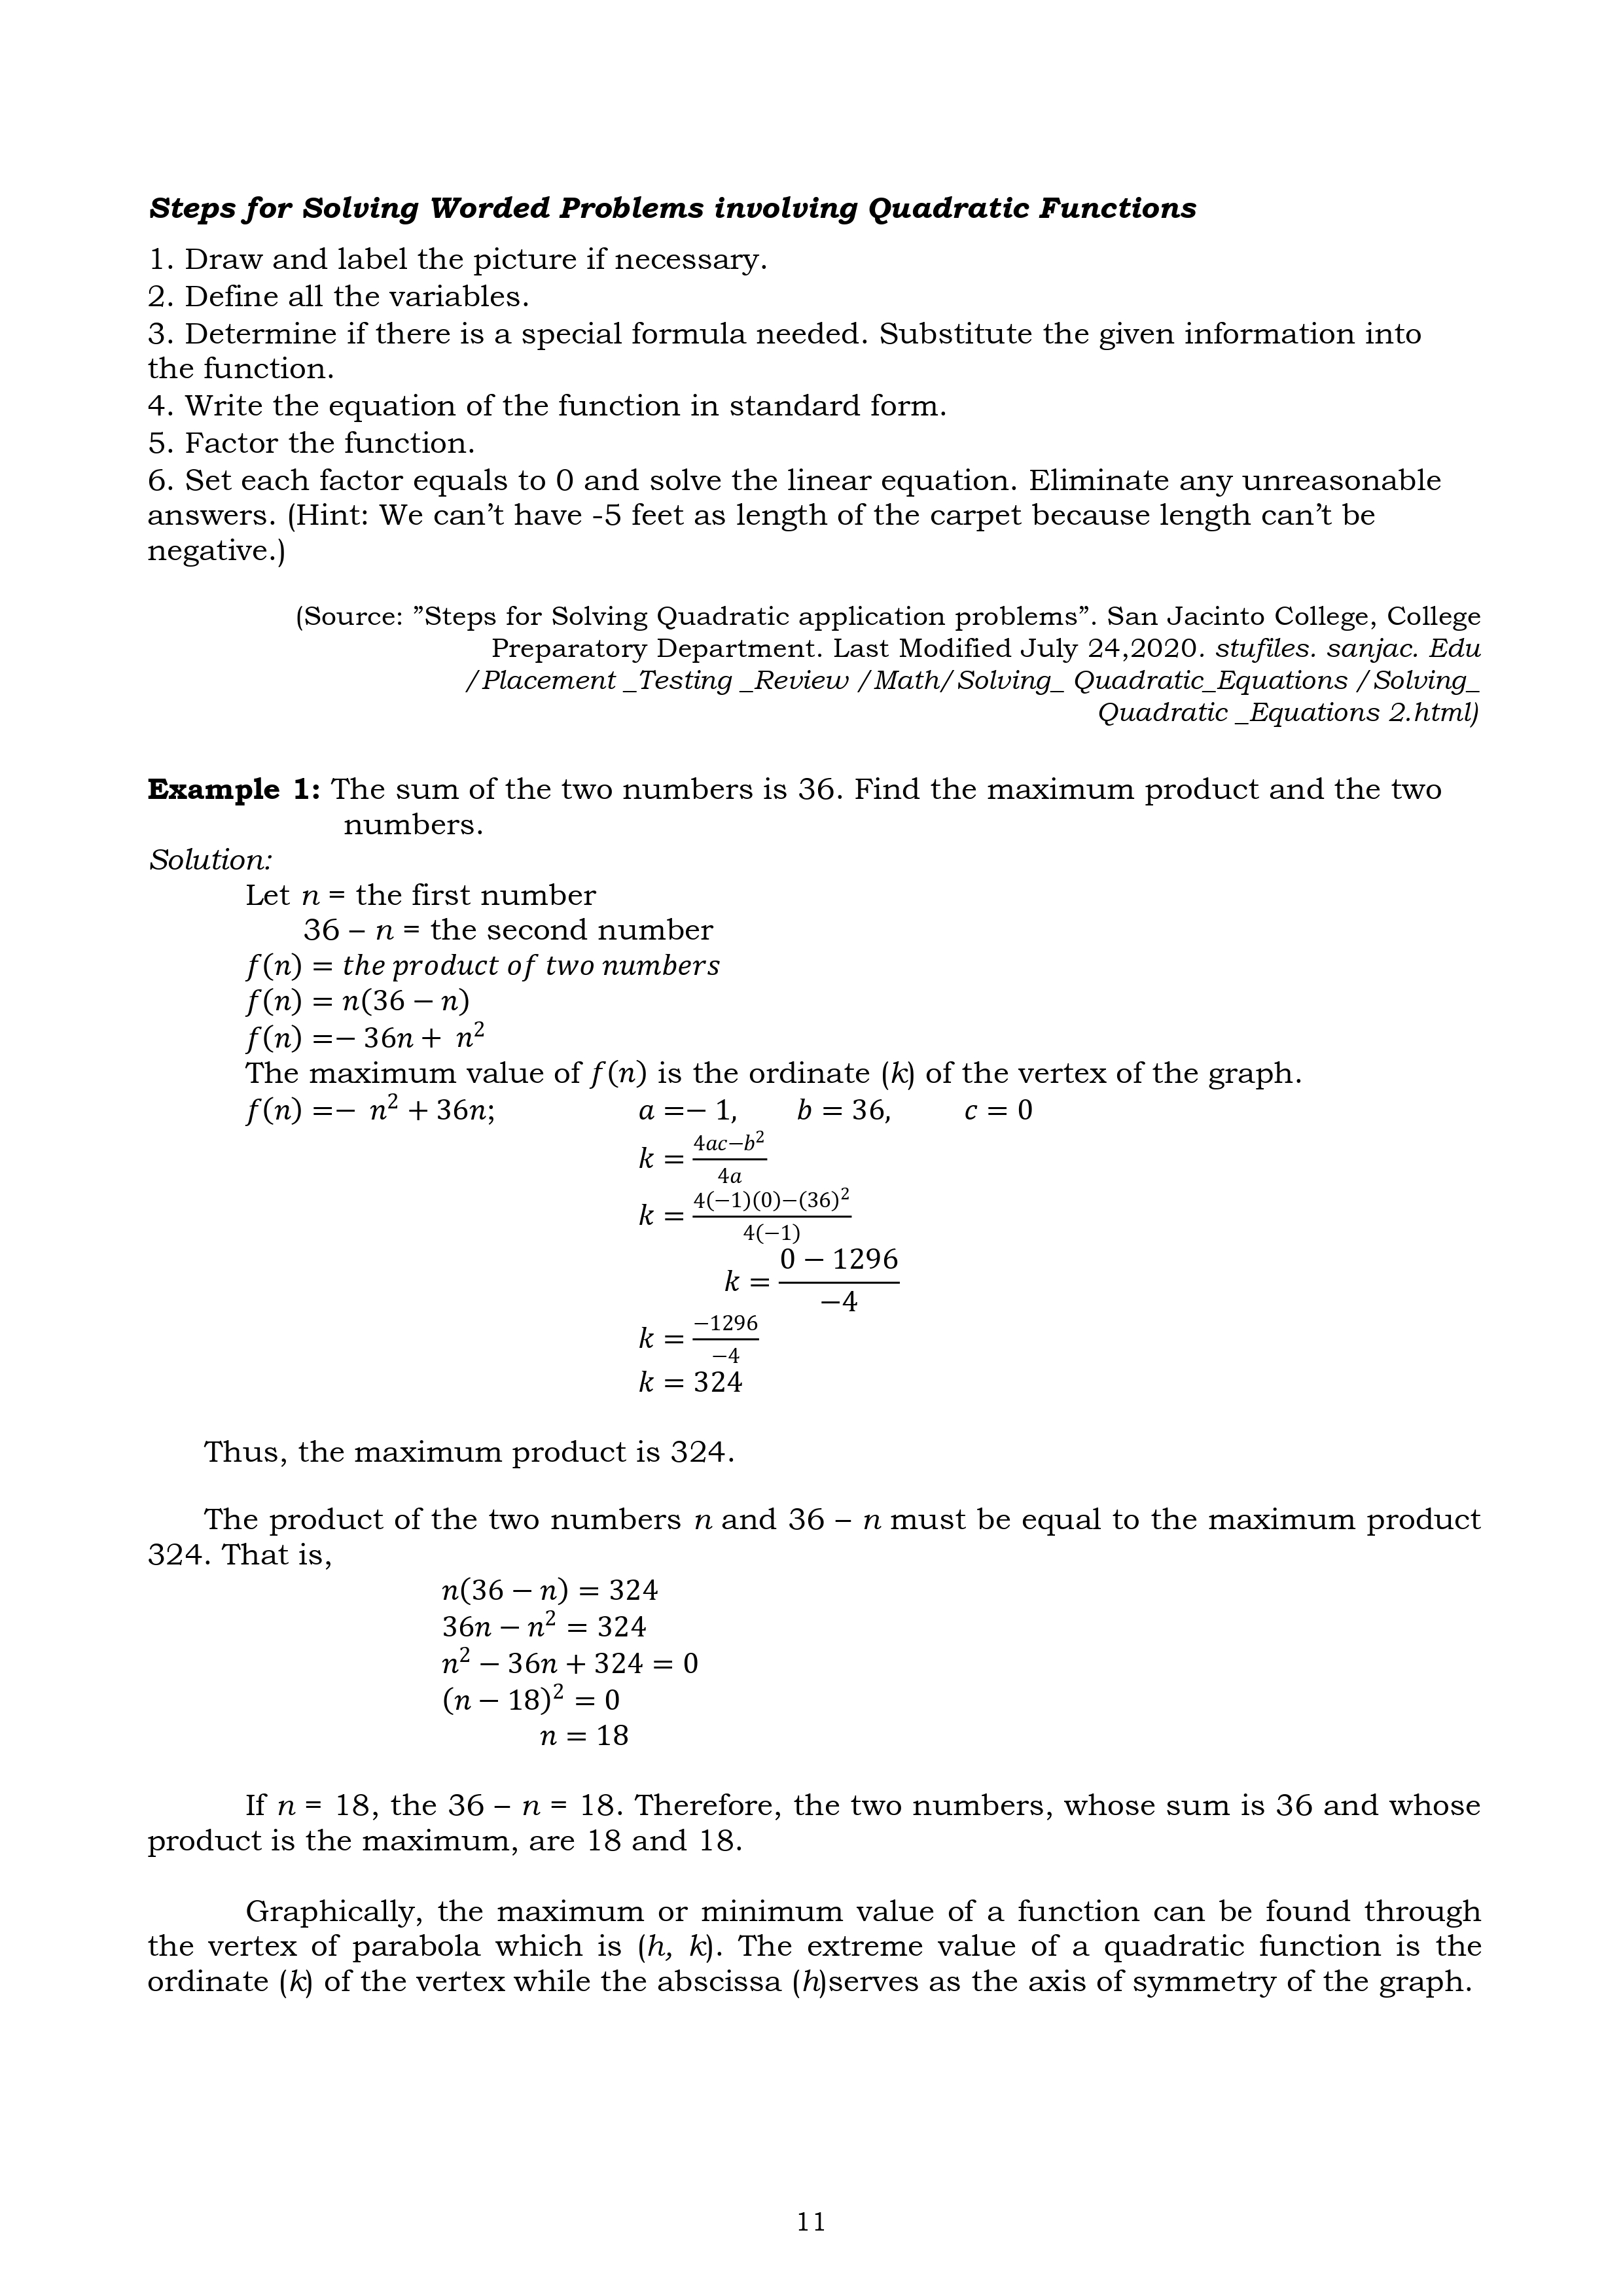 Steps for Solving Worded Problems involving Quadratic Functions
1. Draw and label the picture if necessary.
2. Define all the variables.
3. Determine if there is a special formula needed. Substitute the given information into
the function.
4. Write the equation of the function in standard form.
5. Factor the function.
6. Set each factor equals to 0 and solve the linear equation. Eliminate any unreasonable
answers. (Hint: We can’t have -5 feet as length of the carpet because length can’t be
negative.)
(Source: ”Steps for Solving Quadratic application problems”. San Jacinto College, College
Preparatory Department. Last Modified July 24,2020. stufiles. sanjac. Edu
/Placement _Testing _Review /Math/Solving_ Quadratic_Equations /Solving_
Quadratic _Equations 2.html)
Example 1: The sum of the two numbers is 36. Find the maximum product and the two
numbers.
Solution:
Let n = the first number
36 – n = the second number
f(n) = the product of two numbers
f(n) = n(36 − n)
f(n) =− 36n + n²
The maximum value of f(n) is the ordinate (k) of the vertex of the graph.
f(n) =− n² + 36n; a =− 1, b = 36, c = 0
k = (4ac−b²)/(4a)
k = (4(−1)(0)−(36)²)/(4(−1))
k = (0 − 1296)/(−4)
k = (−1296)/(−4)
k = 324
Thus, the maximum product is 324.
The product of the two numbers n and 36 – n must be equal to the maximum product
324. That is,
n(36 − n) = 324
36n − n² = 324
n² − 36n + 324 = 0
(n − 18)² = 0
n = 18
If n = 18, the 36 – n = 18. Therefore, the two numbers, whose sum is 36 and whose
product is the maximum, are 18 and 18.
Graphically, the maximum or minimum value of a function can be found through
the vertex of parabola which is (h, k). The extreme value of a quadratic function is the
ordinate (k) of the vertex while the abscissa (h)serves as the axis of symmetry of the graph.
11